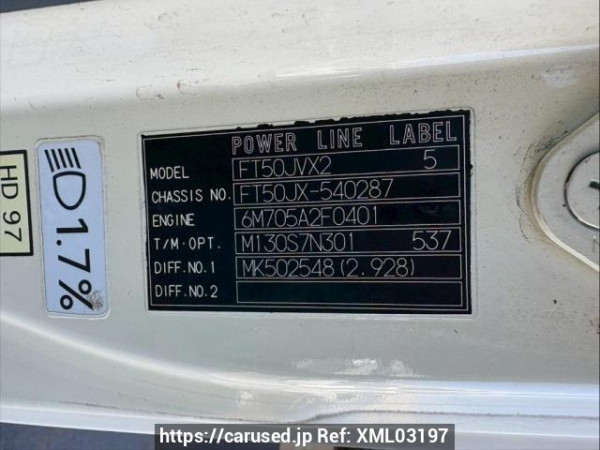 POWER LINE LABEL
MODEL FT50JVX2 5
CHASSIS NO. FT50JX-540287
ENGINE 6M705A2F0401
T/M·OPT. M130S7N301 537
DIFF.NO.1 MK502548(2.928)
DIFF.NO.2
HD 97
1.7%
https://carused.jp Ref: XML03197